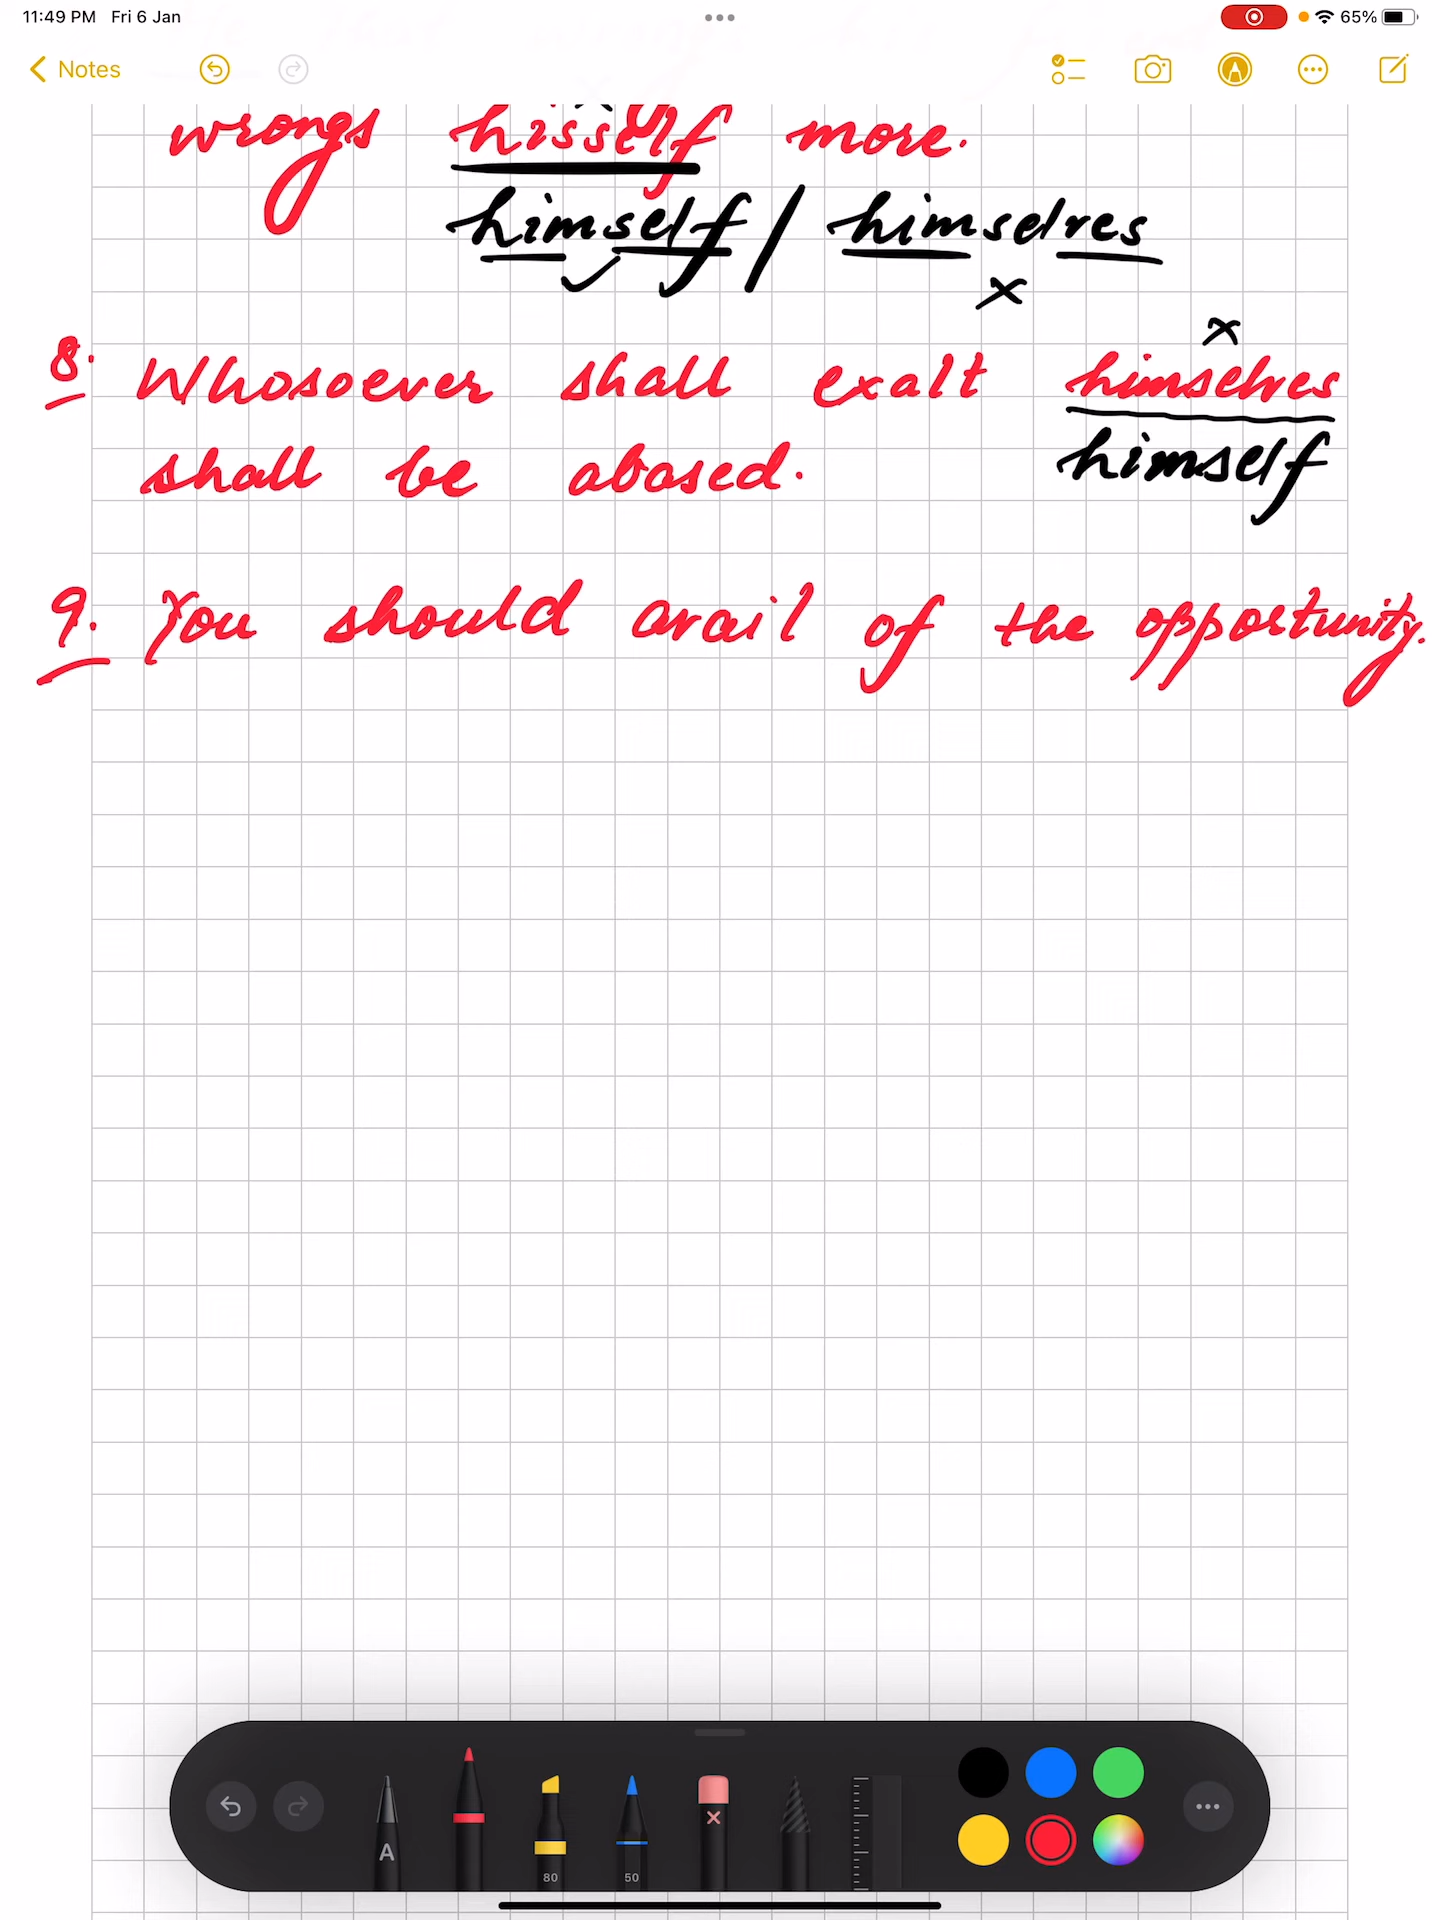 11:49 PM Fri 6 Jan 65%
Notes
wrongs hisself more.
himself / himselves
x
x
8. Whosoever shall exalt himselves
shall be abased. himself
9. You should avail of the opportunity.
A 80 50